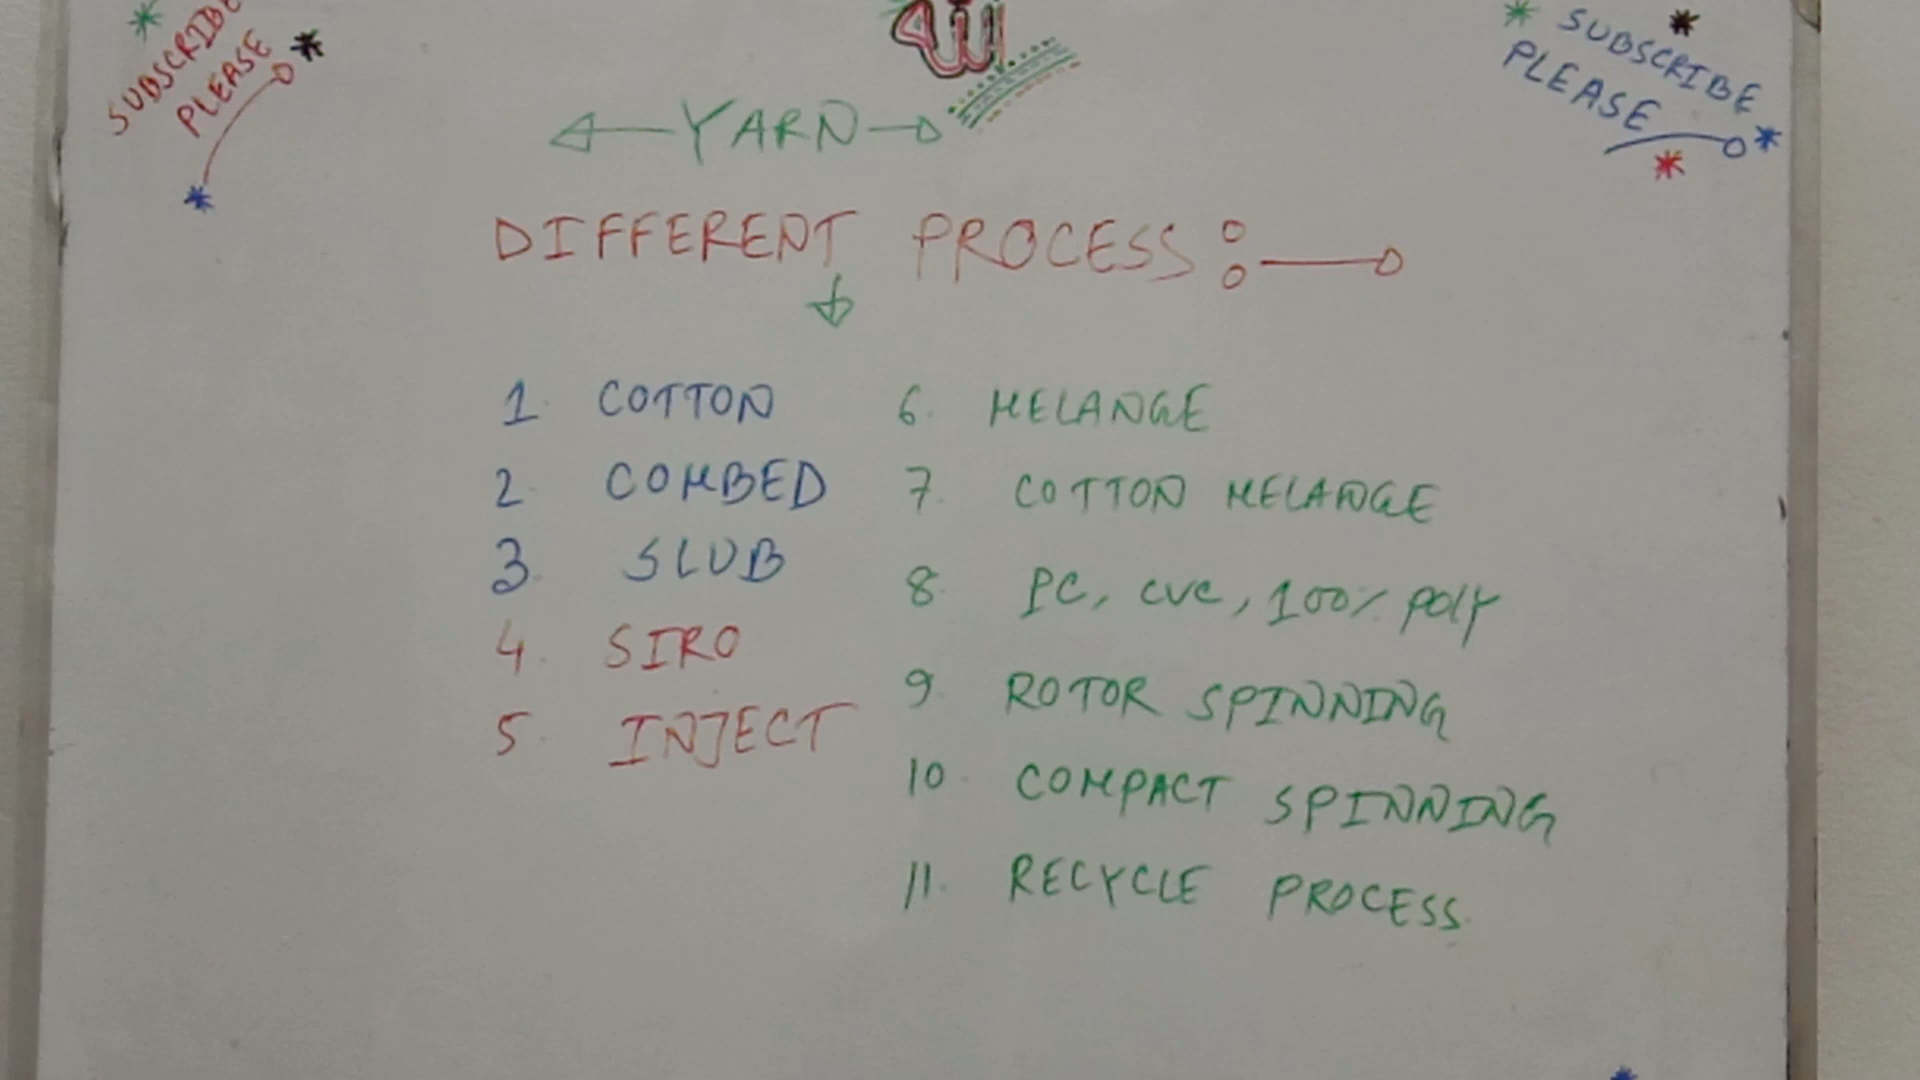 SUBSCRIBE
PLEASE
الله
SUBSCRIBE
PLEASE
YARN
DIFFERENT PROCESS:
1. COTTON
2. COMBED
3. SLUB
4. SIRO
5. INJECT
6. MELANGE
7. COTTON MELANGE
8. PC, CVC, 100% POLY
9. ROTOR SPINNING
10. COMPACT SPINNING
11. RECYCLE PROCESS.